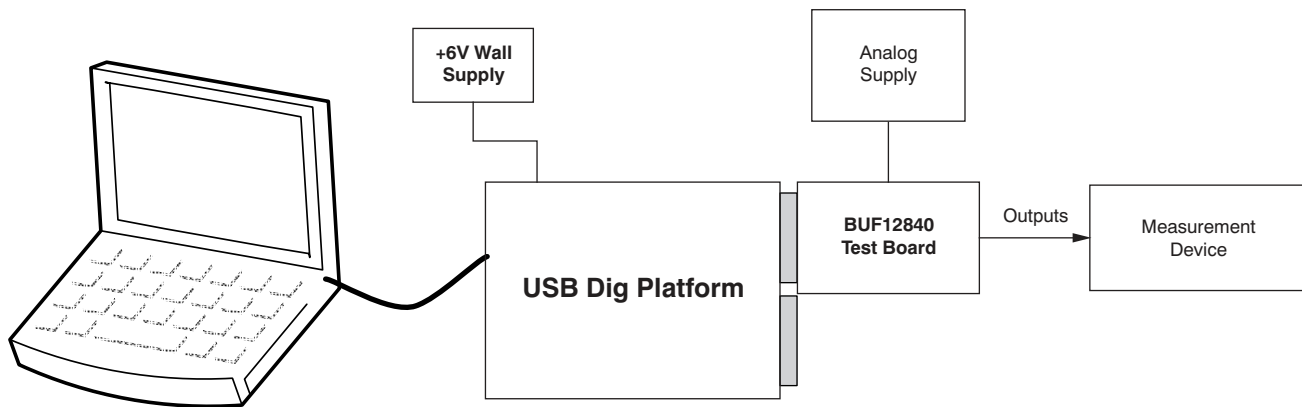 +6V Wall
Supply
Analog
Supply
USB Dig Platform
BUF12840
Test Board
Outputs
Measurement
Device